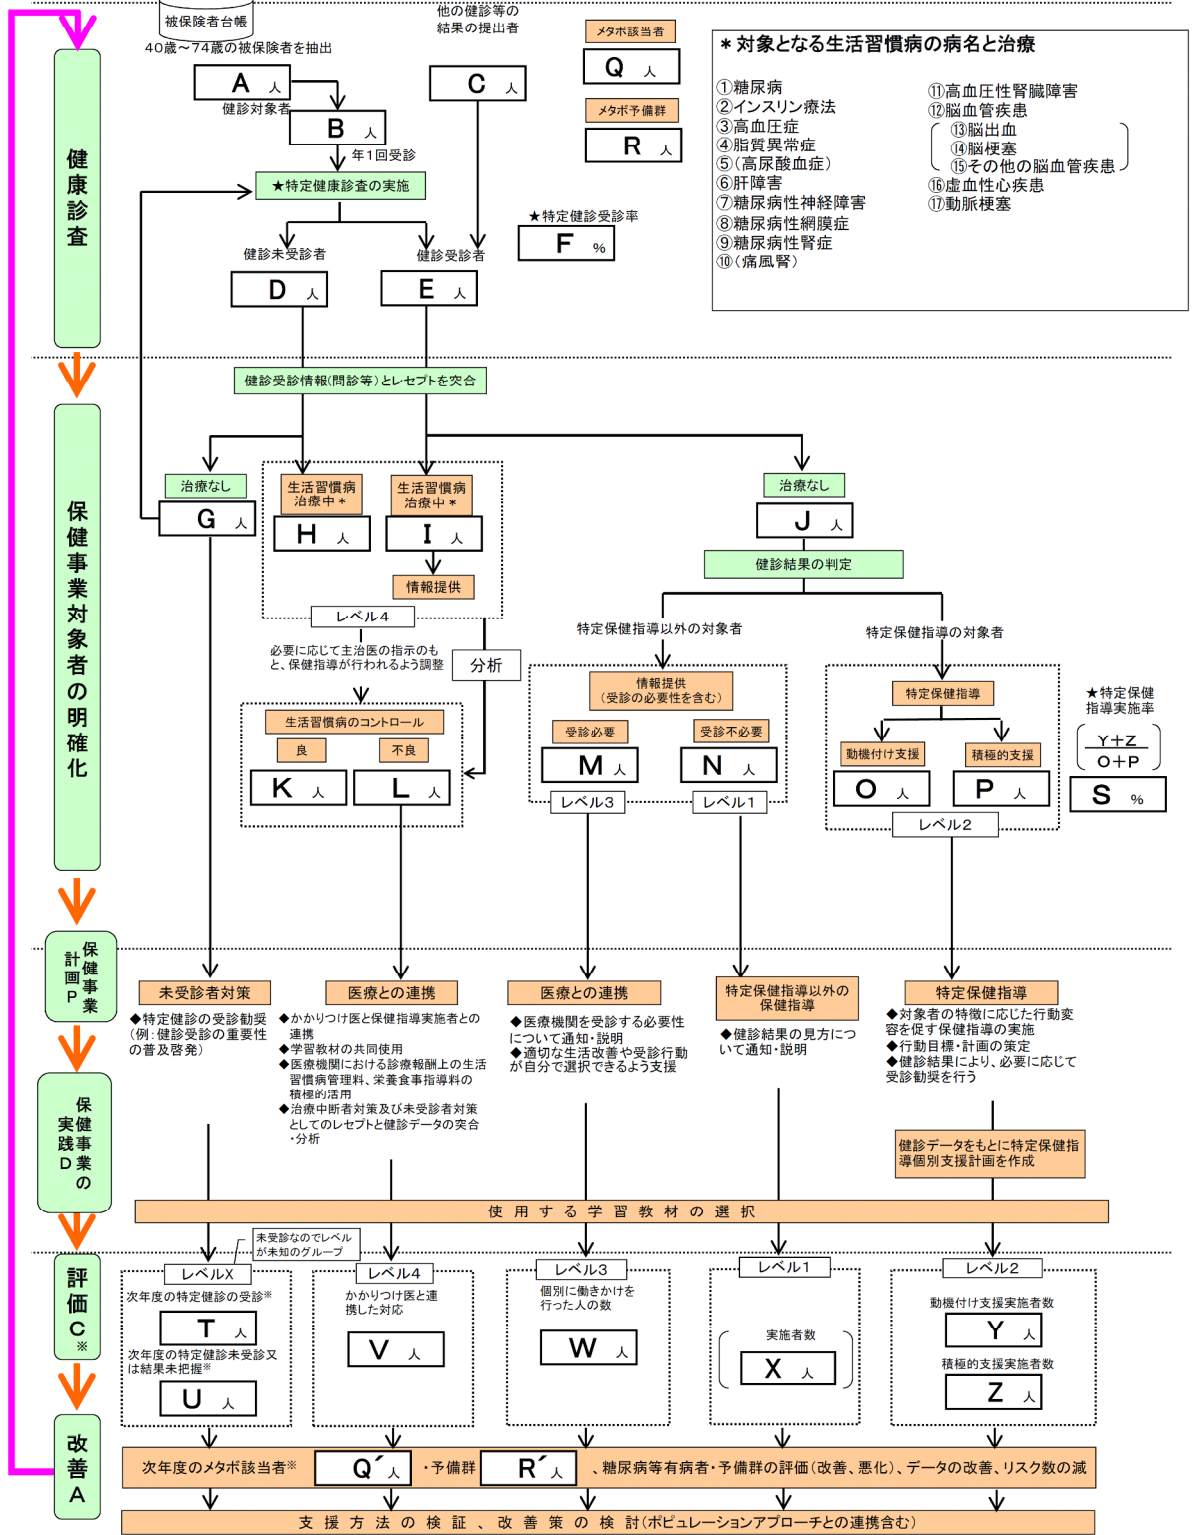 被保険者台帳
40歳～74歳の被保険者を抽出
A 人
健診対象者
B 人
年1回受診
他の健診等の
結果の提出者
C 人
★特定健康診査の実施
健診未受診者
D 人
健診受診者
E 人
★特定健診受診率
F %
メタボ該当者
Q 人
メタボ予備群
R 人
*対象となる生活習慣病の病名と治療
①糖尿病
②インスリン療法
③高血圧症
④脂質異常症
⑤(高尿酸血症)
⑥肝障害
⑦糖尿病性神経障害
⑧糖尿病性網膜症
⑨糖尿病性腎症
⑩(痛風腎)
⑪高血圧性腎臓障害
⑫脳血管疾患
⑬脳出血
⑭脳梗塞
⑮その他の脳血管疾患
⑯虚血性心疾患
⑰動脈梗塞
健康診査
健診受診情報(問診等)とレセプトを突合
治療なし
G 人
生活習慣病
治療中*
H 人
生活習慣病
治療中*
I 人
情報提供
レベル4
治療なし
J 人
健診結果の判定
必要に応じて主治医の指示のも
と、保健指導が行われるよう調整
分析
生活習慣病のコントロール
良
K 人
不良
L 人
特定保健指導以外の対象者
情報提供
(受診の必要性を含む)
受診必要
M 人
レベル3
受診不必要
N 人
レベル1
特定保健指導の対象者
特定保健指導
動機付け支援
O 人
積極的支援
P 人
レベル2
★特定保健
指導実施率
Y+Z
O+P
S %
保健事業対象者の明確化
保健事業
計画P
未受診者対策
◆特定健診の受診勧奨
(例:健診受診の重要性
の普及啓発)
医療との連携
◆かかりつけ医と保健指導実施者との
連携
◆学習教材の共同使用
◆医療機関における診療報酬上の生活
習慣病管理料、栄養食事指導料の
積極的活用
◆治療中断者対策及び未受診者対策
としてのレセプトと健診データの突合
・分析
医療との連携
◆医療機関を受診する必要性
について通知・説明
◆適切な生活改善や受診行動
が自分で選択できるよう支援
特定保健指導以外の
保健指導
◆健診結果の見方につ
いて通知・説明
特定保健指導
◆対象者の特徴に応じた行動変
容を促す保健指導の実施
◆行動目標・計画の策定
◆健診結果により、必要に応じて
受診勧奨を行う
保健事業の
実践D
健診データをもとに特定保健指
導個別支援計画を作成
使用する学習教材の選択
評価C※
未受診なのでレベル
が未知のグループ
レベルX
次年度の特定健診の受診※
T 人
次年度の特定健診未受診又
は結果未把握※
U 人
レベル4
かかりつけ医と連
携した対応
V 人
レベル3
個別に働きかけを
行った人の数
W 人
レベル1
実施者数
X 人
レベル2
動機付け支援実施者数
Y 人
積極的支援実施者数
Z 人
改善A
次年度のメタボ該当者※ Q´人 ・予備群 R´人 、糖尿病等有病者・予備群の評価(改善、悪化)、データの改善、リスク数の減
支援方法の検証、改善策の検討(ポピュレーションアプローチとの連携含む)